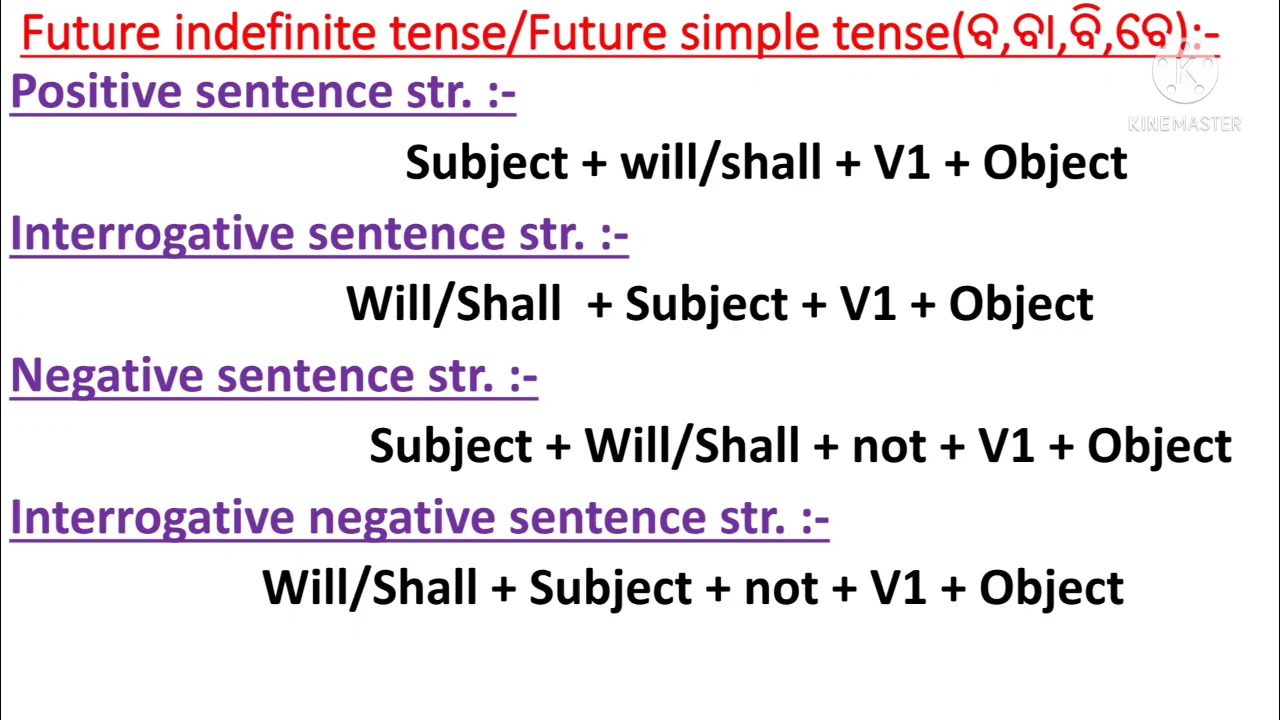 Future indefinite tense/Future simple tense(ବ,ବା,ବି,ବେ):-
Positive sentence str. :-
KINEMASTER
Subject + will/shall + V1 + Object
Interrogative sentence str. :-
Will/Shall + Subject + V1 + Object
Negative sentence str. :-
Subject + Will/Shall + not + V1 + Object
Interrogative negative sentence str. :-
Will/Shall + Subject + not + V1 + Object